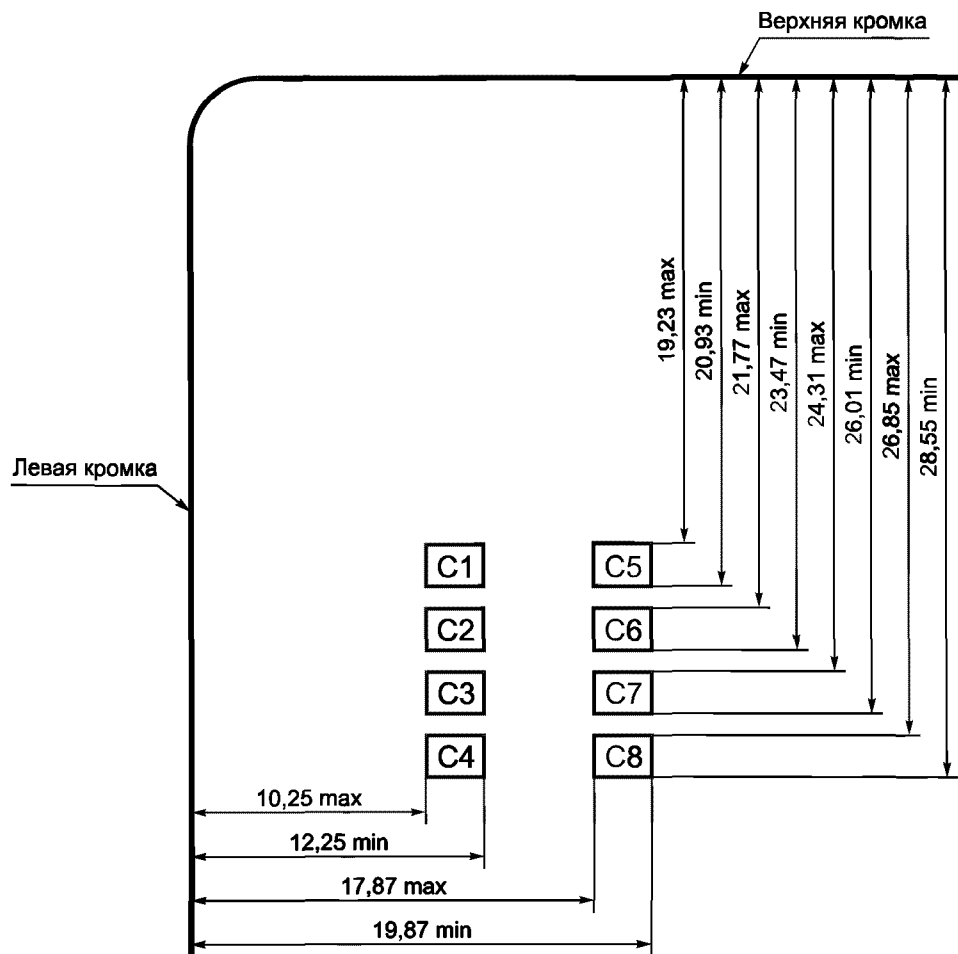 Верхняя кромка
19,23 max
20,93 min
21,77 max
23,47 min
24,31 max
26,01 min
26,85 max
28,55 min
Левая кромка
C1 C5
C2 C6
C3 C7
C4 C8
10,25 max
12,25 min
17,87 max
19,87 min